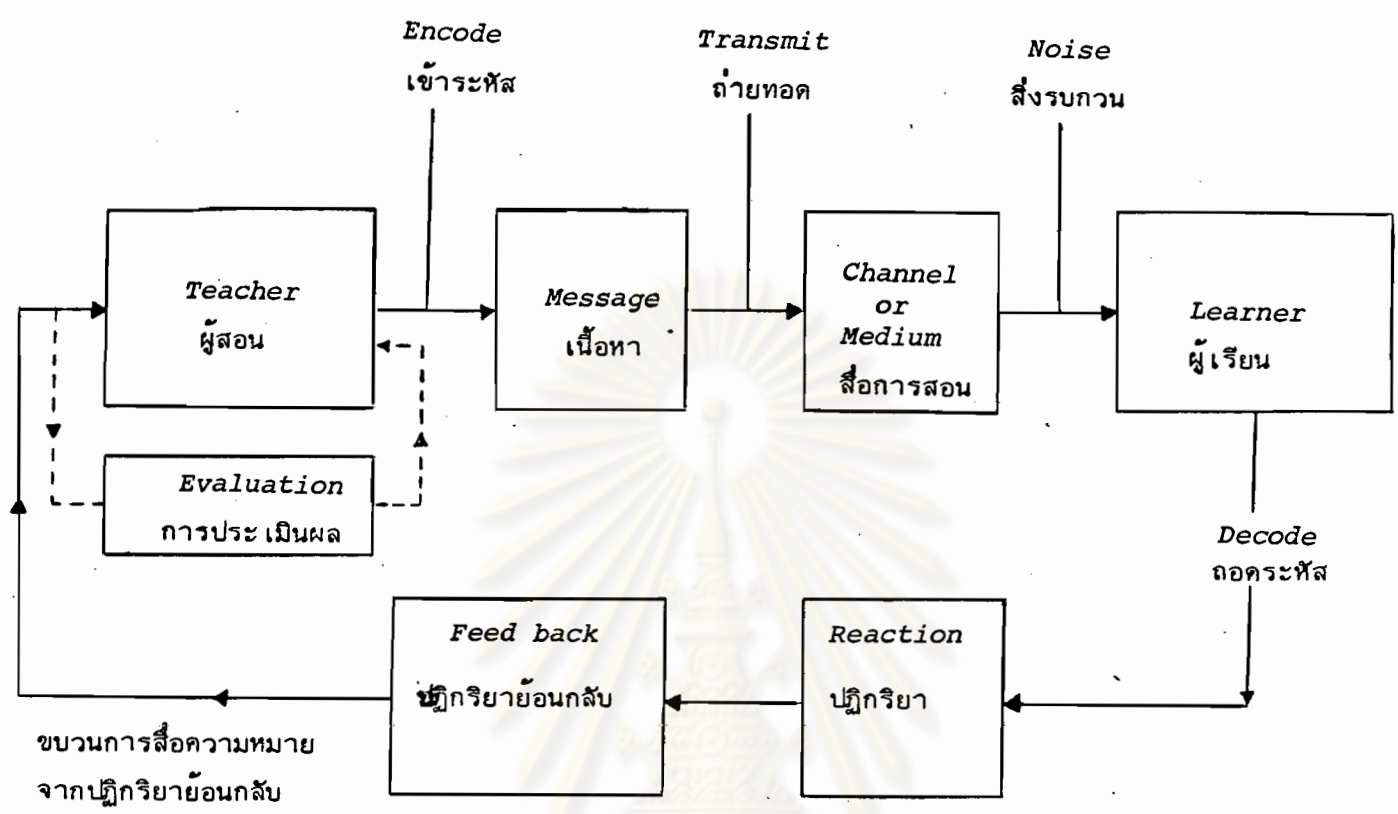 Encode
เข้าระหัส
Transmit
ถ่ายทอด
Noise
สิ่งรบกวน
Teacher
ผู้สอน
Message
เนื้อหา
Channel
or
Medium
สื่อการสอน
Learner
ผู้เรียน
Evaluation
การประเมินผล
Decode
ถอดระหัส
Feed back
ปฏิกริยาย้อนกลับ
Reaction
ปฏิกริยา
ขบวนการสื่อความหมาย
จากปฏิกริยาย้อนกลับ